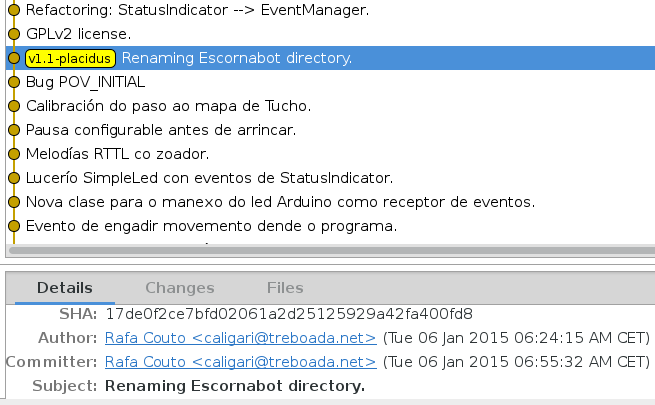 Refactoring: StatusIndicator --> EventManager.
GPLv2 license.
v1.1-placidus Renaming Escornabot directory.
Bug POV_INITIAL
Calibración do paso ao mapa de Tucho.
Pausa configurable antes de arrincar.
Melodías RTTL co zoador.
Lucerío SimpleLed con eventos de StatusIndicator.
Nova clase para o manexo do led Arduino como receptor de eventos.
Evento de engadir movemento dende o programa.
Details Changes Files
SHA: 17de0f2ce7bfd02061a2d25125929a42fa400fd8
Author: Rafa Couto <caligari@treboada.net> (Tue 06 Jan 2015 06:24:15 AM CET)
Committer: Rafa Couto <caligari@treboada.net> (Tue 06 Jan 2015 06:55:32 AM CET)
Subject: Renaming Escornabot directory.